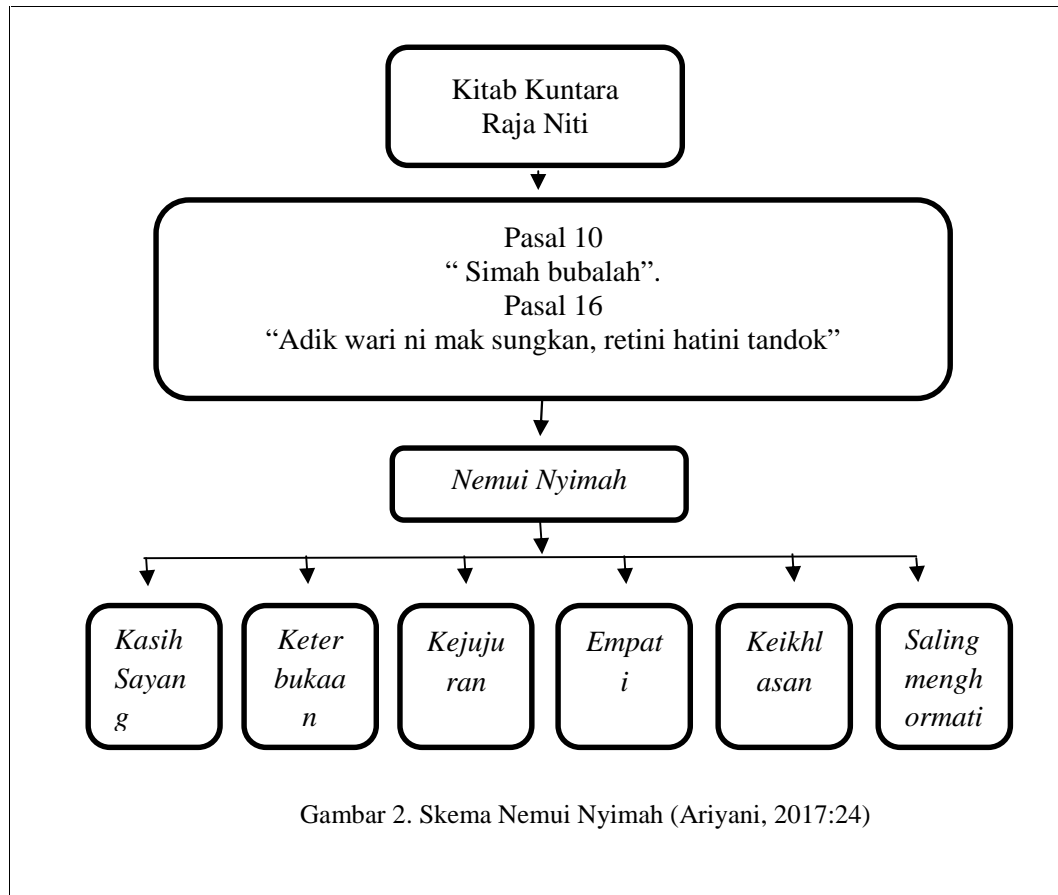 Kitab Kuntara
Raja Niti
Pasal 10
“ Simah bubalah”.
Pasal 16
“Adik wari ni mak sungkan, retini hatini tandok”
Nemui Nyimah
Kasih
Sayan
g
Keter
bukaa
n
Kejuju
ran
Empat
i
Keikhl
asan
Saling
mengh
ormati
Gambar 2. Skema Nemui Nyimah (Ariyani, 2017:24)